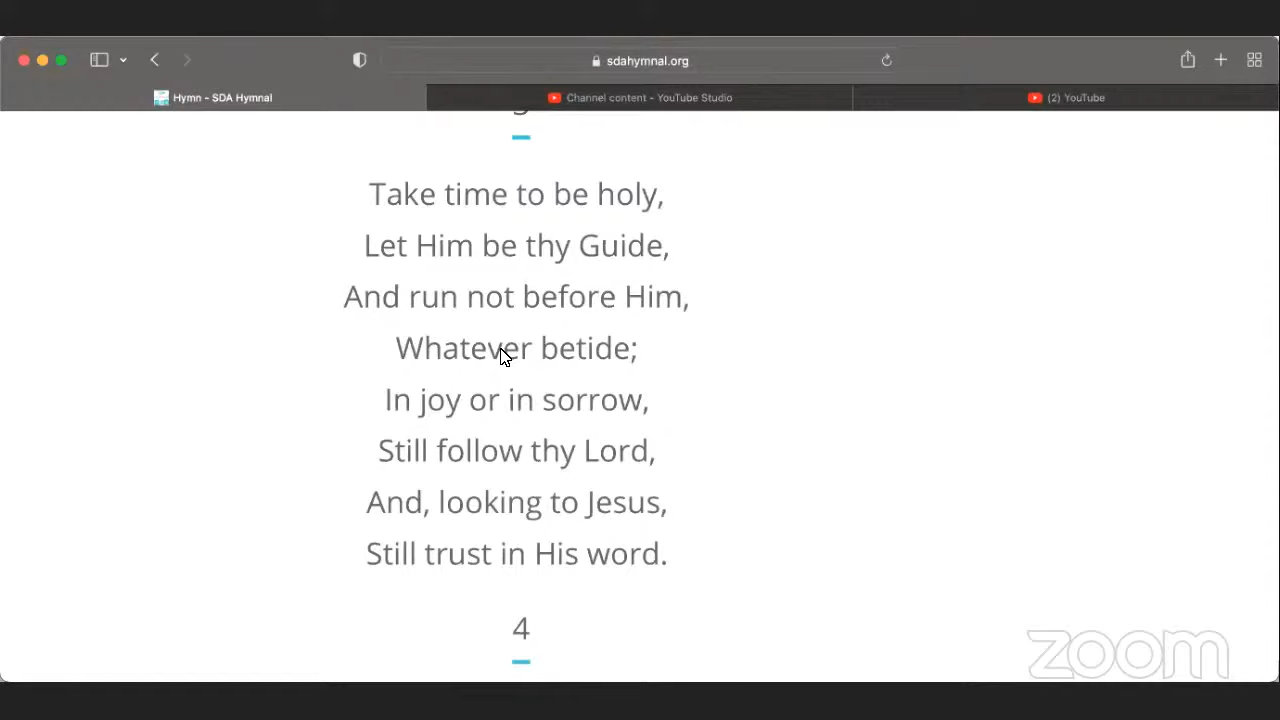 sdahymnal.org
Hymn - SDA Hymnal
Channel content - YouTube Studio
(2) YouTube
Take time to be holy,
Let Him be thy Guide,
And run not before Him,
Whatever betide;
In joy or in sorrow,
Still follow thy Lord,
And, looking to Jesus,
Still trust in His word.
4
zoom